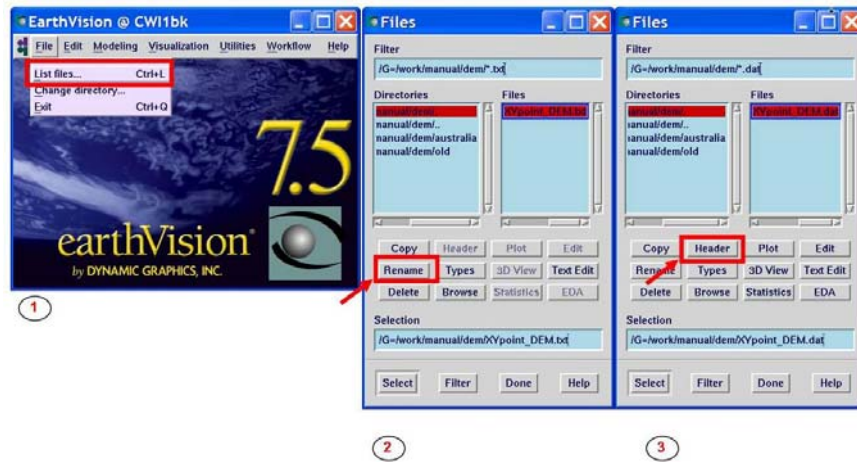 EarthVision @ CWI1bk
File Edit Modeling Visualization Utilities Workflow Help
List files... Ctrl+L
Change directory...
Exit Ctrl+Q
7.5
earthVision
by DYNAMIC GRAPHICS, INC.
1
Files
Filter
/G=/work/manual/dem/*.txt
Directories Files
manual/dem/. XYpoint_DEM.txt
manual/dem/..
manual/dem/australia
manual/dem/old
Copy Header Plot Edit
Rename Types 3D View Text Edit
Delete Browse Statistics EDA
Selection
/G=/work/manual/dem/XYpoint_DEM.txt
Select Filter Done Help
2
Files
Filter
/G=/work/manual/dem/*.dat
Directories Files
manual/dem/. XYpoint_DEM.dat
manual/dem/..
manual/dem/australia
manual/dem/old
Copy Header Plot Edit
Rename Types 3D View Text Edit
Delete Browse Statistics EDA
Selection
/G=/work/manual/dem/XYpoint_DEM.dat
Select Filter Done Help
3